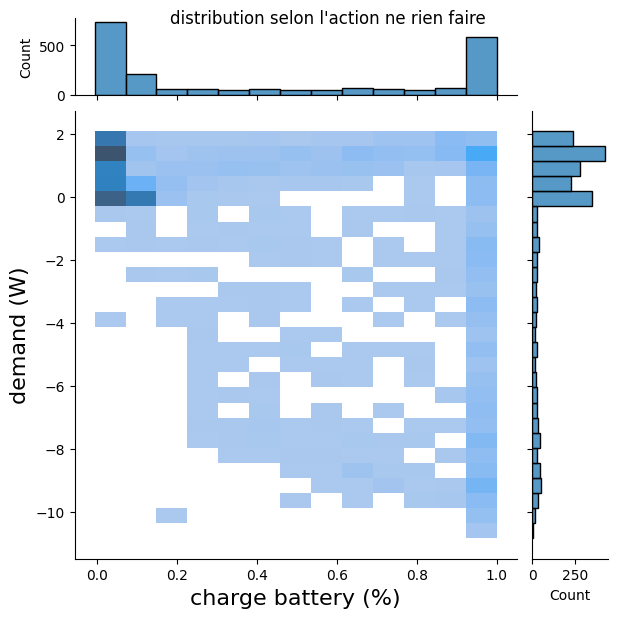 distribution selon l'action ne rien faire
Count
500
0
demand (W)
2
0
−2
−4
−6
−8
−10
0.0 0.2 0.4 0.6 0.8 1.0
charge battery (%)
0 250
Count